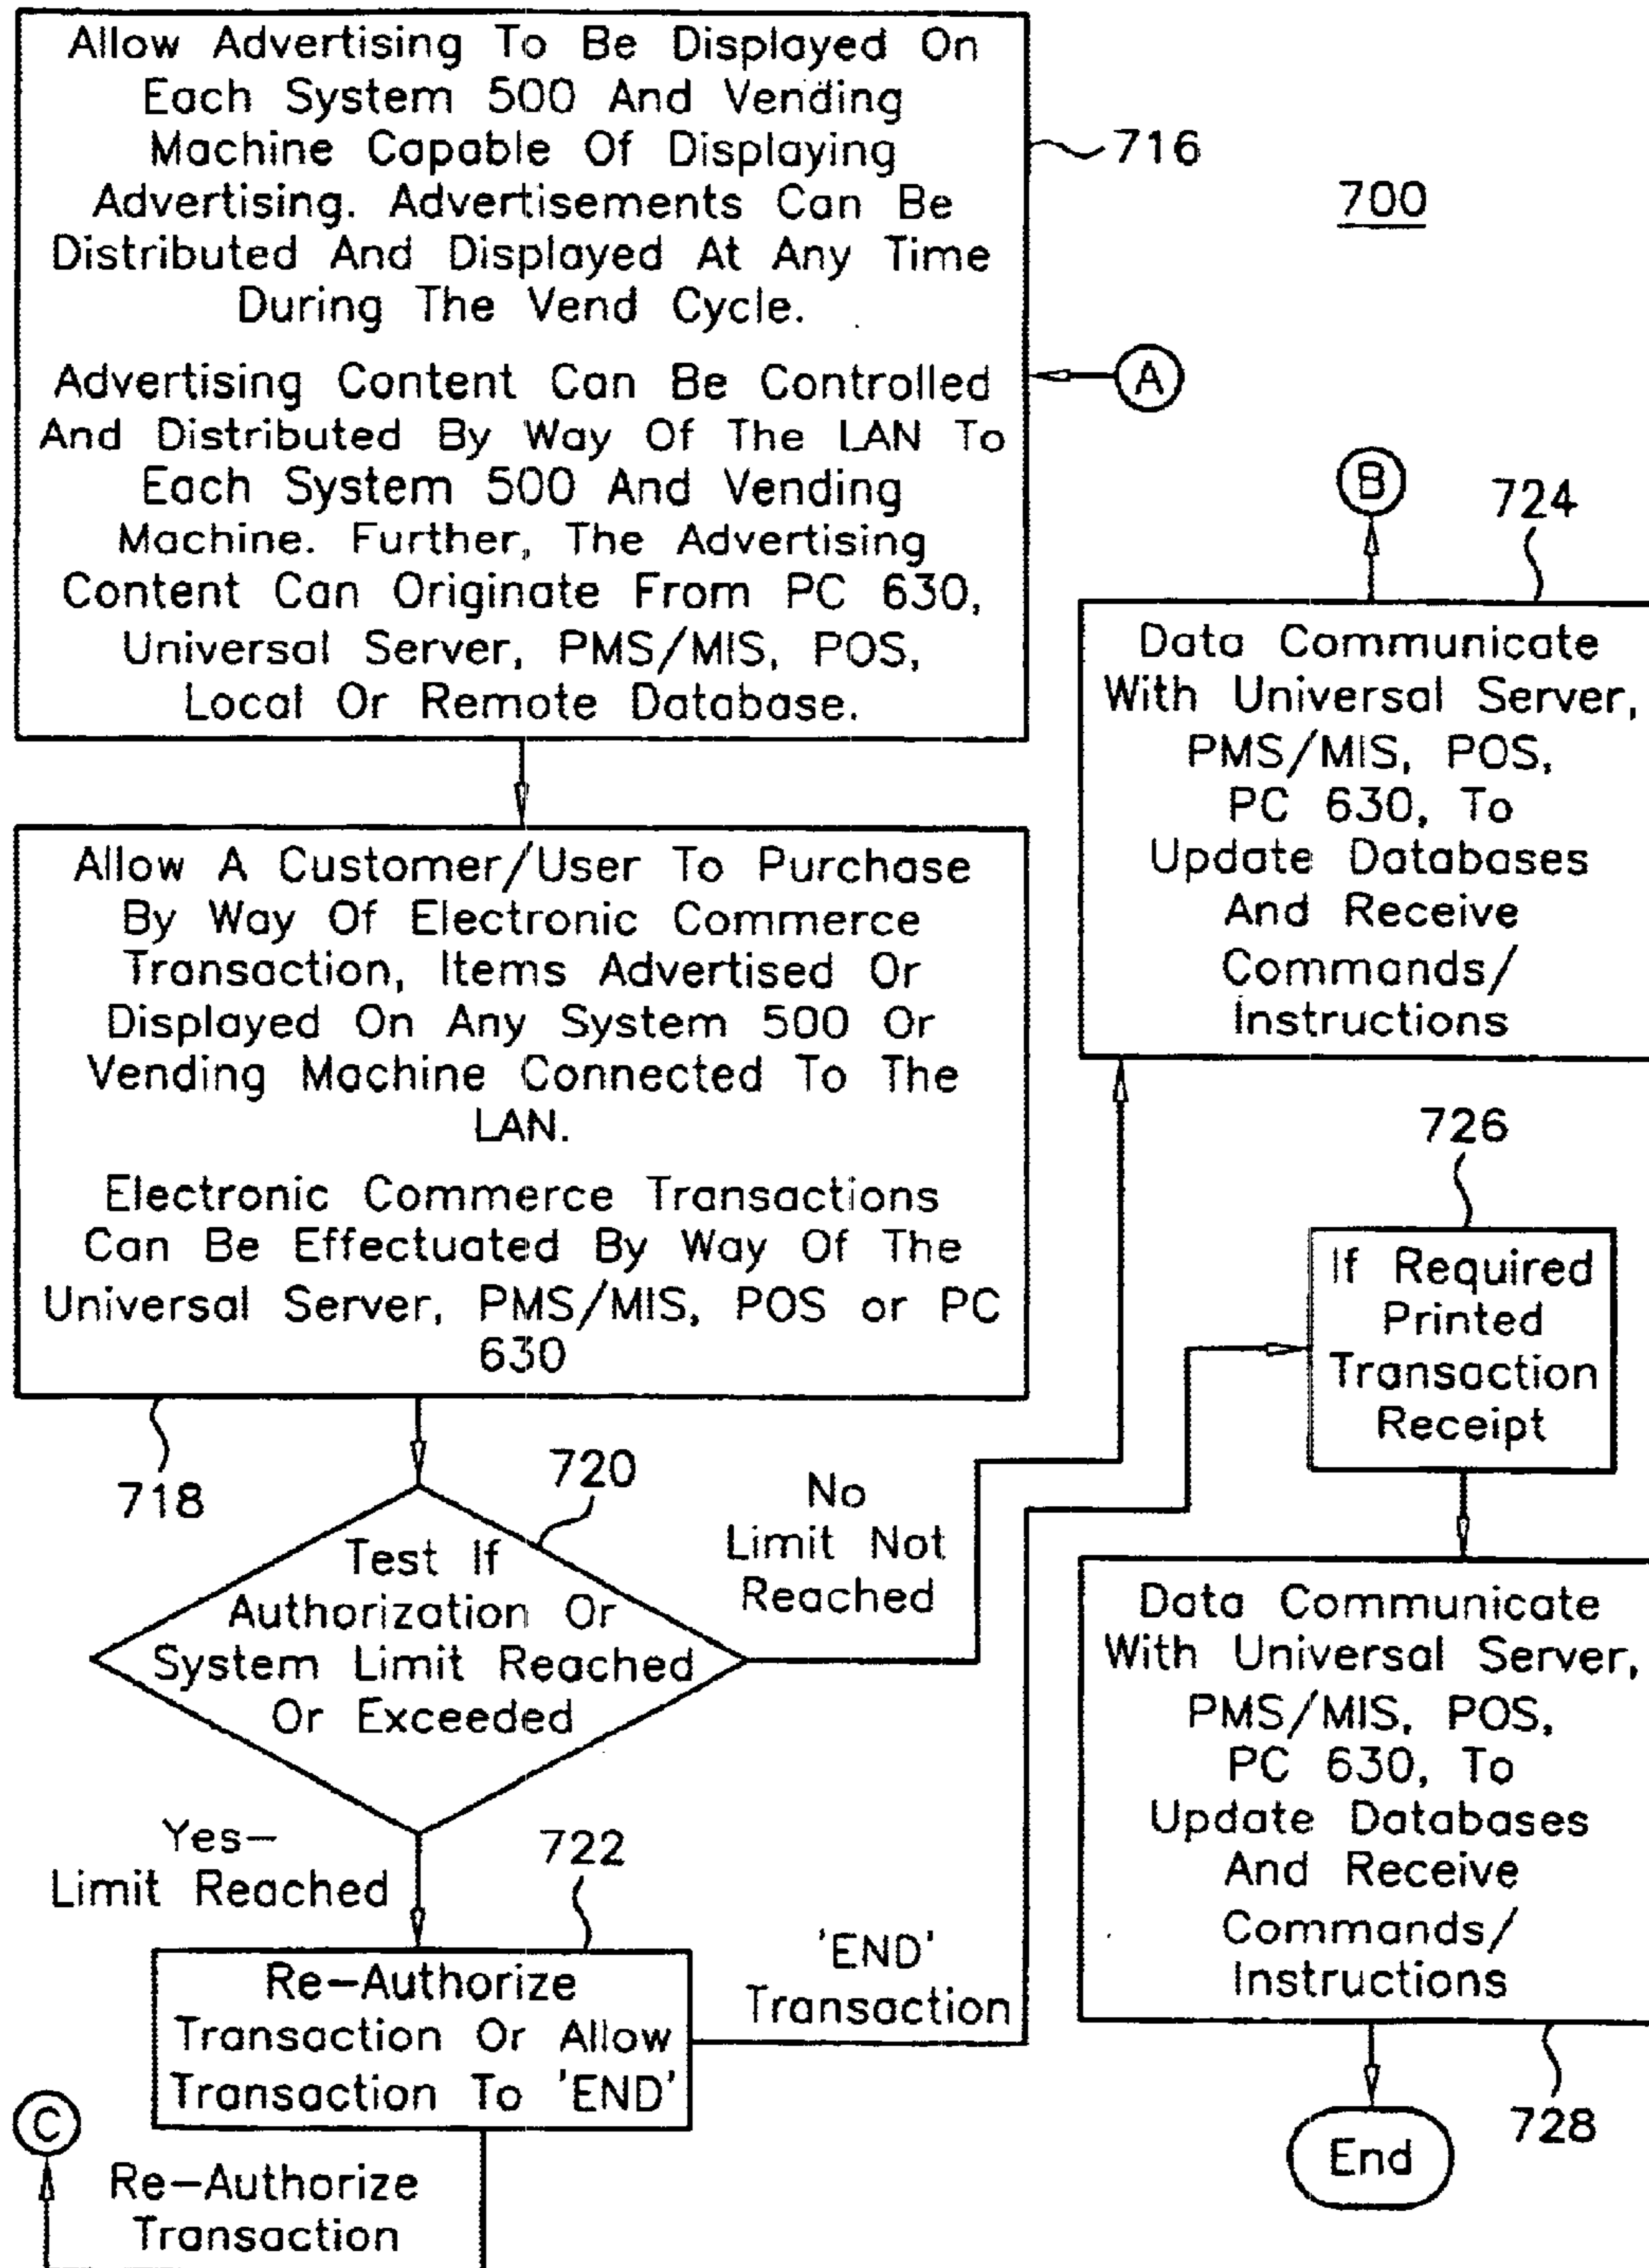 Allow Advertising To Be Displayed On
Each System 500 And Vending
Machine Capable Of Displaying
Advertising. Advertisements Can Be
Distributed And Displayed At Any Time
During The Vend Cycle.
Advertising Content Can Be Controlled
And Distributed By Way Of The LAN To
Each System 500 And Vending
Machine. Further, The Advertising
Content Can Originate From PC 630,
Universal Server, PMS/MIS, POS,
Local Or Remote Database.
716
700
A
Allow A Customer/User To Purchase
By Way Of Electronic Commerce
Transaction, Items Advertised Or
Displayed On Any System 500 Or
Vending Machine Connected To The
LAN.
Electronic Commerce Transactions
Can Be Effectuated By Way Of The
Universal Server, PMS/MIS, POS or PC
630
718
720
Test If
Authorization Or
System Limit Reached
Or Exceeded
No
Limit Not
Reached
Yes–
Limit Reached
722
Re–Authorize
Transaction Or Allow
Transaction To 'END'
'END'
Transaction
C
Re–Authorize
Transaction
B
724
Data Communicate
With Universal Server,
PMS/MIS, POS,
PC 630, To
Update Databases
And Receive
Commands/
Instructions
726
If Required
Printed
Transaction
Receipt
Data Communicate
With Universal Server,
PMS/MIS, POS,
PC 630, To
Update Databases
And Receive
Commands/
Instructions
728
End